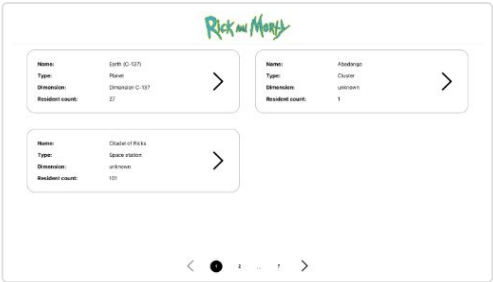 Rick and Morty
Name: Earth (C-137)
Type: Planet
Dimension: Dimension C-137
Resident count: 27
Name: Abadango
Type: Cluster
Dimension: unknown
Resident count: 1
Name: Citadel of Ricks
Type: Space station
Dimension: unknown
Resident count: 101
1 2 ... 7